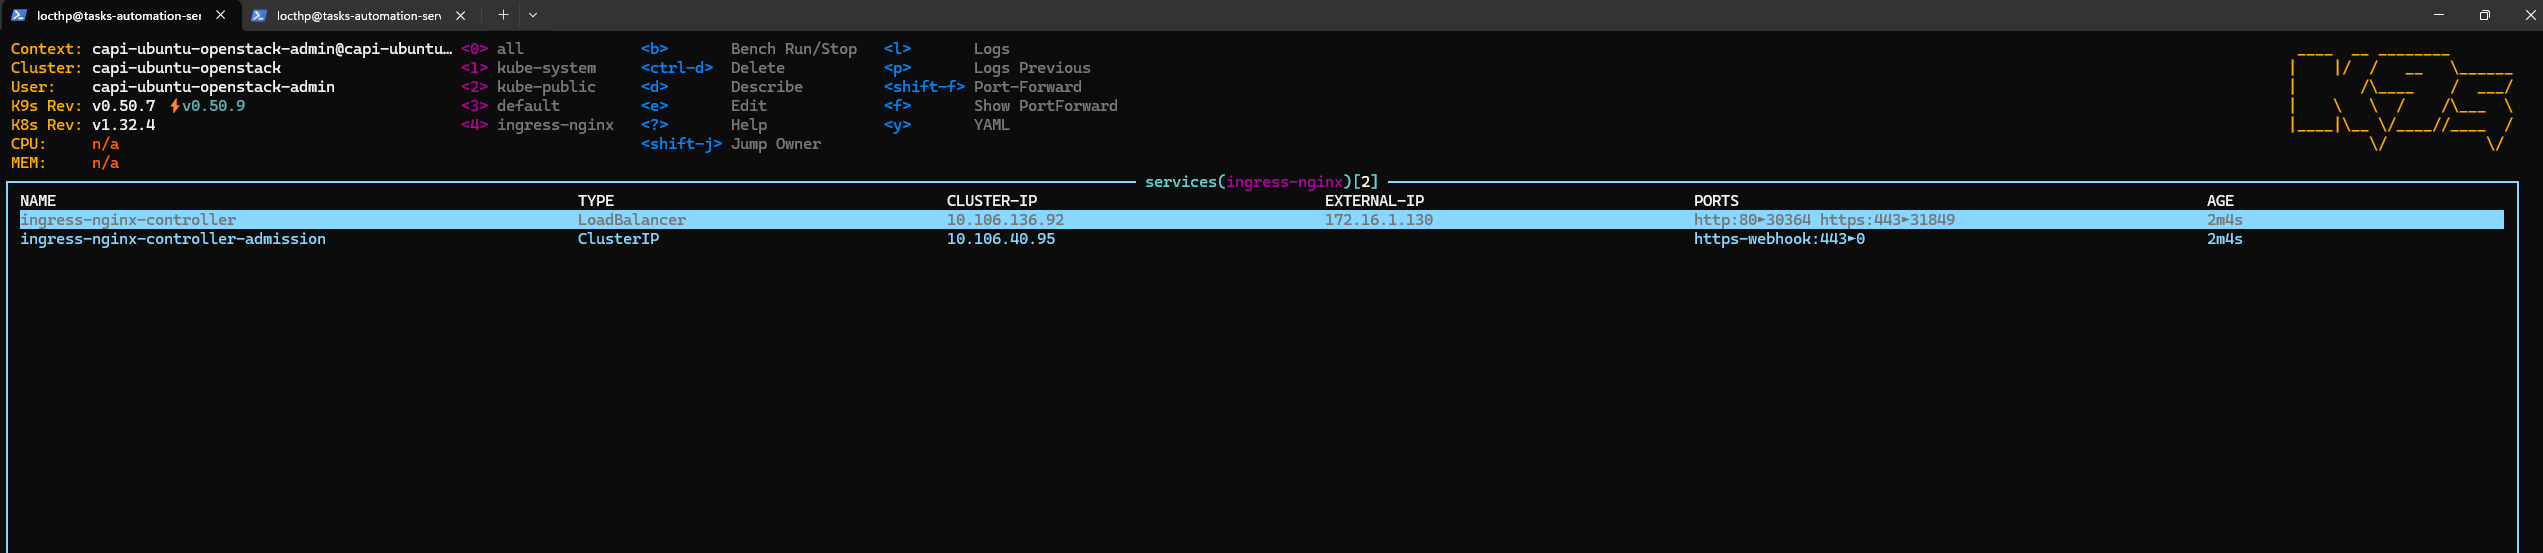 locthp@tasks-automation-ser locthp@tasks-automation-serv
Context: capi-ubuntu-openstack-admin@capi-ubuntu… <0> all <b> Bench Run/Stop <l> Logs
Cluster: capi-ubuntu-openstack <1> kube-system <ctrl-d> Delete <p> Logs Previous
User: capi-ubuntu-openstack-admin <2> kube-public <d> Describe <shift-f> Port-Forward
K9s Rev: v0.50.7 ⚡v0.50.9 <3> default <e> Edit <f> Show PortForward
K8s Rev: v1.32.4 <4> ingress-nginx <?> Help <y> YAML
CPU: n/a <shift-j> Jump Owner
MEM: n/a
services(ingress-nginx)[2]
NAME TYPE CLUSTER-IP EXTERNAL-IP PORTS AGE
ingress-nginx-controller LoadBalancer 10.106.136.92 172.16.1.130 http:80►30364 https:443►31849 2m4s
ingress-nginx-controller-admission ClusterIP 10.106.40.95 https-webhook:443►0 2m4s